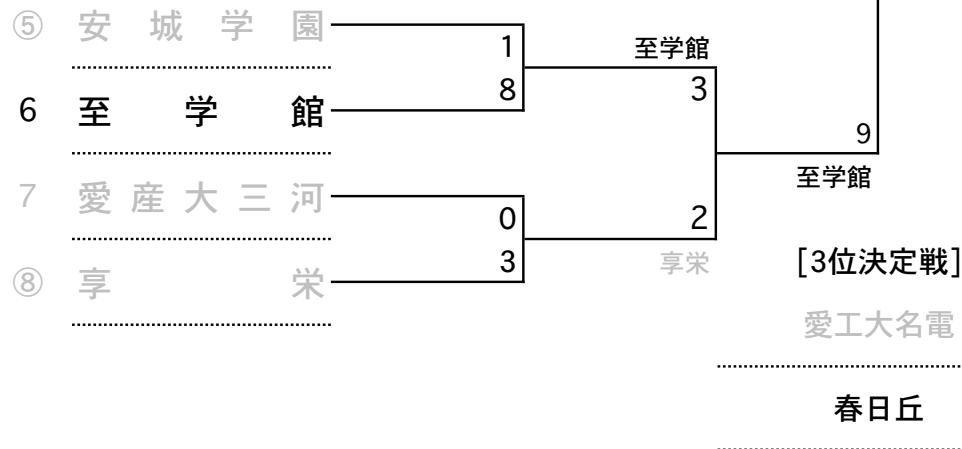 ⑤ 安城学園
1
至学館
8
3
6 至学館
9
至学館
7 愛産大三河
0
2
3
享栄
[3位決定戦]
⑧ 享栄
愛工大名電
春日丘